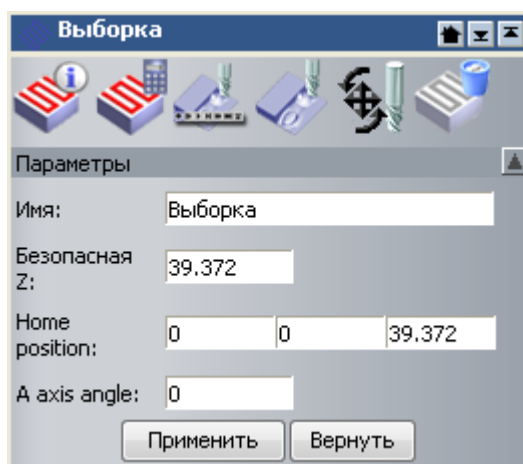 Выборка
Параметры
Имя: Выборка
Безопасная
Z: 39.372
Home
position: 0 0 39.372
A axis angle: 0
Применить Вернуть